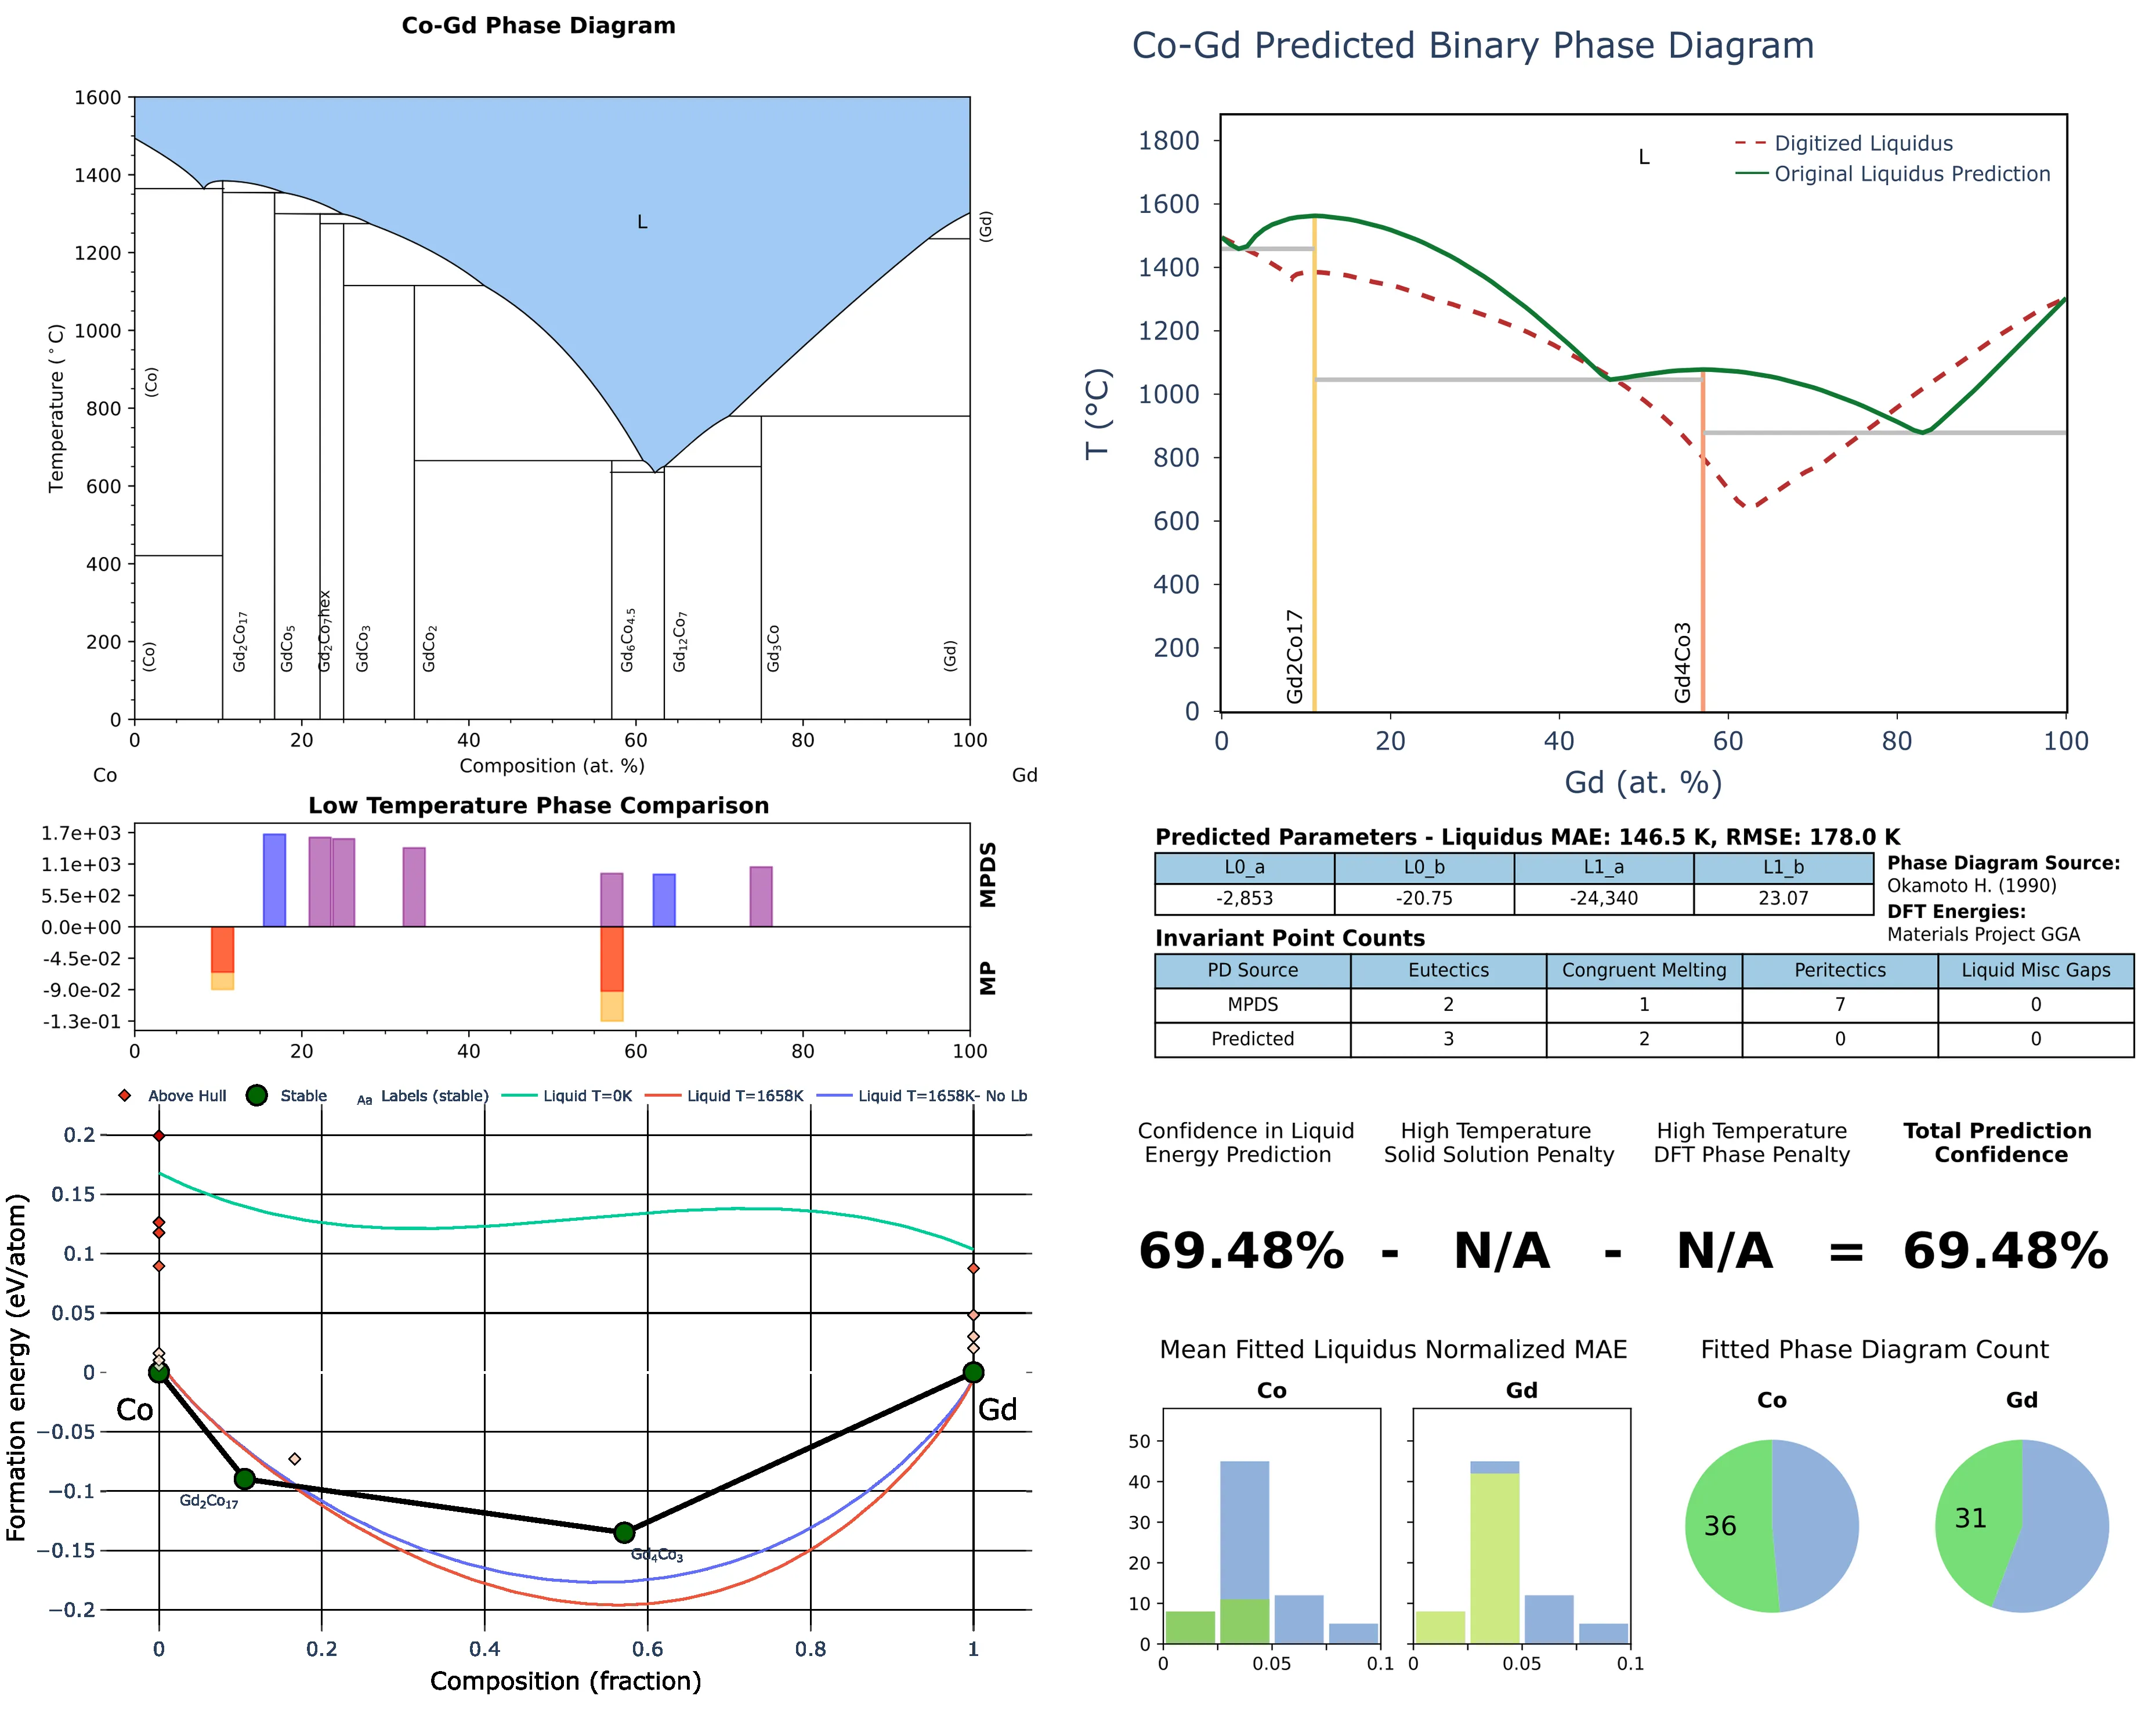 Co-Gd Phase Diagram
1600
1400
1200
1000
800
600
400
200
0
Temperature (°C)
L
(Co)
(Gd)
(Co)
Gd2Co17
GdCo5
Gd2Co7hex
GdCo3
GdCo2
Gd6Co4.5
Gd12Co7
Gd3Co
(Gd)
0 20 40 60 80 100
Composition (at. %)
Co Gd
Low Temperature Phase Comparison
1.7e+03
1.1e+03
5.5e+02
0.0e+00
-4.5e-02
-9.0e-02
-1.3e-01
MPDS
MP
0 20 40 60 80 100
Above Hull Stable Aa Labels (stable) Liquid T=0K Liquid T=1658K Liquid T=1658K- No Lb
0.2
0.15
0.1
0.05
0
−0.05
−0.1
−0.15
−0.2
Formation energy (eV/atom)
Co
Gd
Gd2Co17
Gd4Co3
0 0.2 0.4 0.6 0.8 1
Composition (fraction)
Co-Gd Predicted Binary Phase Diagram
1800
1600
1400
1200
1000
800
600
400
200
0
T (°C)
L
Digitized Liquidus
Original Liquidus Prediction
Gd2Co17
Gd4Co3
0 20 40 60 80 100
Gd (at. %)
Predicted Parameters - Liquidus MAE: 146.5 K, RMSE: 178.0 K
L0_a L0_b L1_a L1_b
-2,853 -20.75 -24,340 23.07
Phase Diagram Source:
Okamoto H. (1990)
DFT Energies:
Materials Project GGA
Invariant Point Counts
PD Source Eutectics Congruent Melting Peritectics Liquid Misc Gaps
MPDS 2 1 7 0
Predicted 3 2 0 0
Confidence in Liquid
Energy Prediction
High Temperature
Solid Solution Penalty
High Temperature
DFT Phase Penalty
Total Prediction
Confidence
69.48% - N/A - N/A = 69.48%
Mean Fitted Liquidus Normalized MAE
Fitted Phase Diagram Count
Co Gd Co Gd
50
40
30
20
10
0
0 0.05 0.1
0 0.05 0.1
36
31